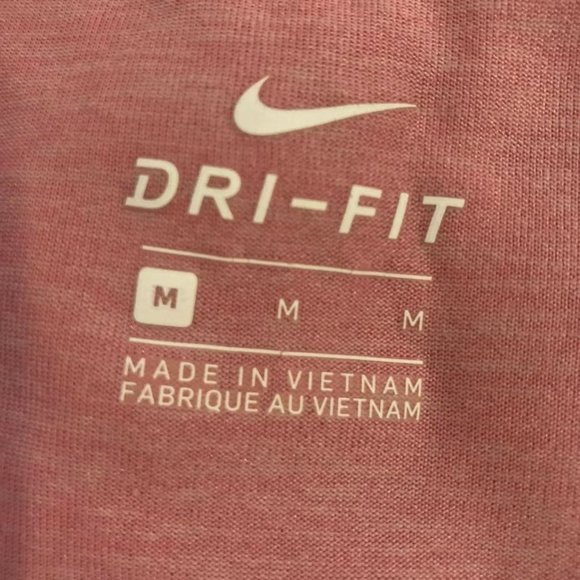 DRI-FIT
M M M
MADE IN VIETNAM
FABRIQUE AU VIETNAM